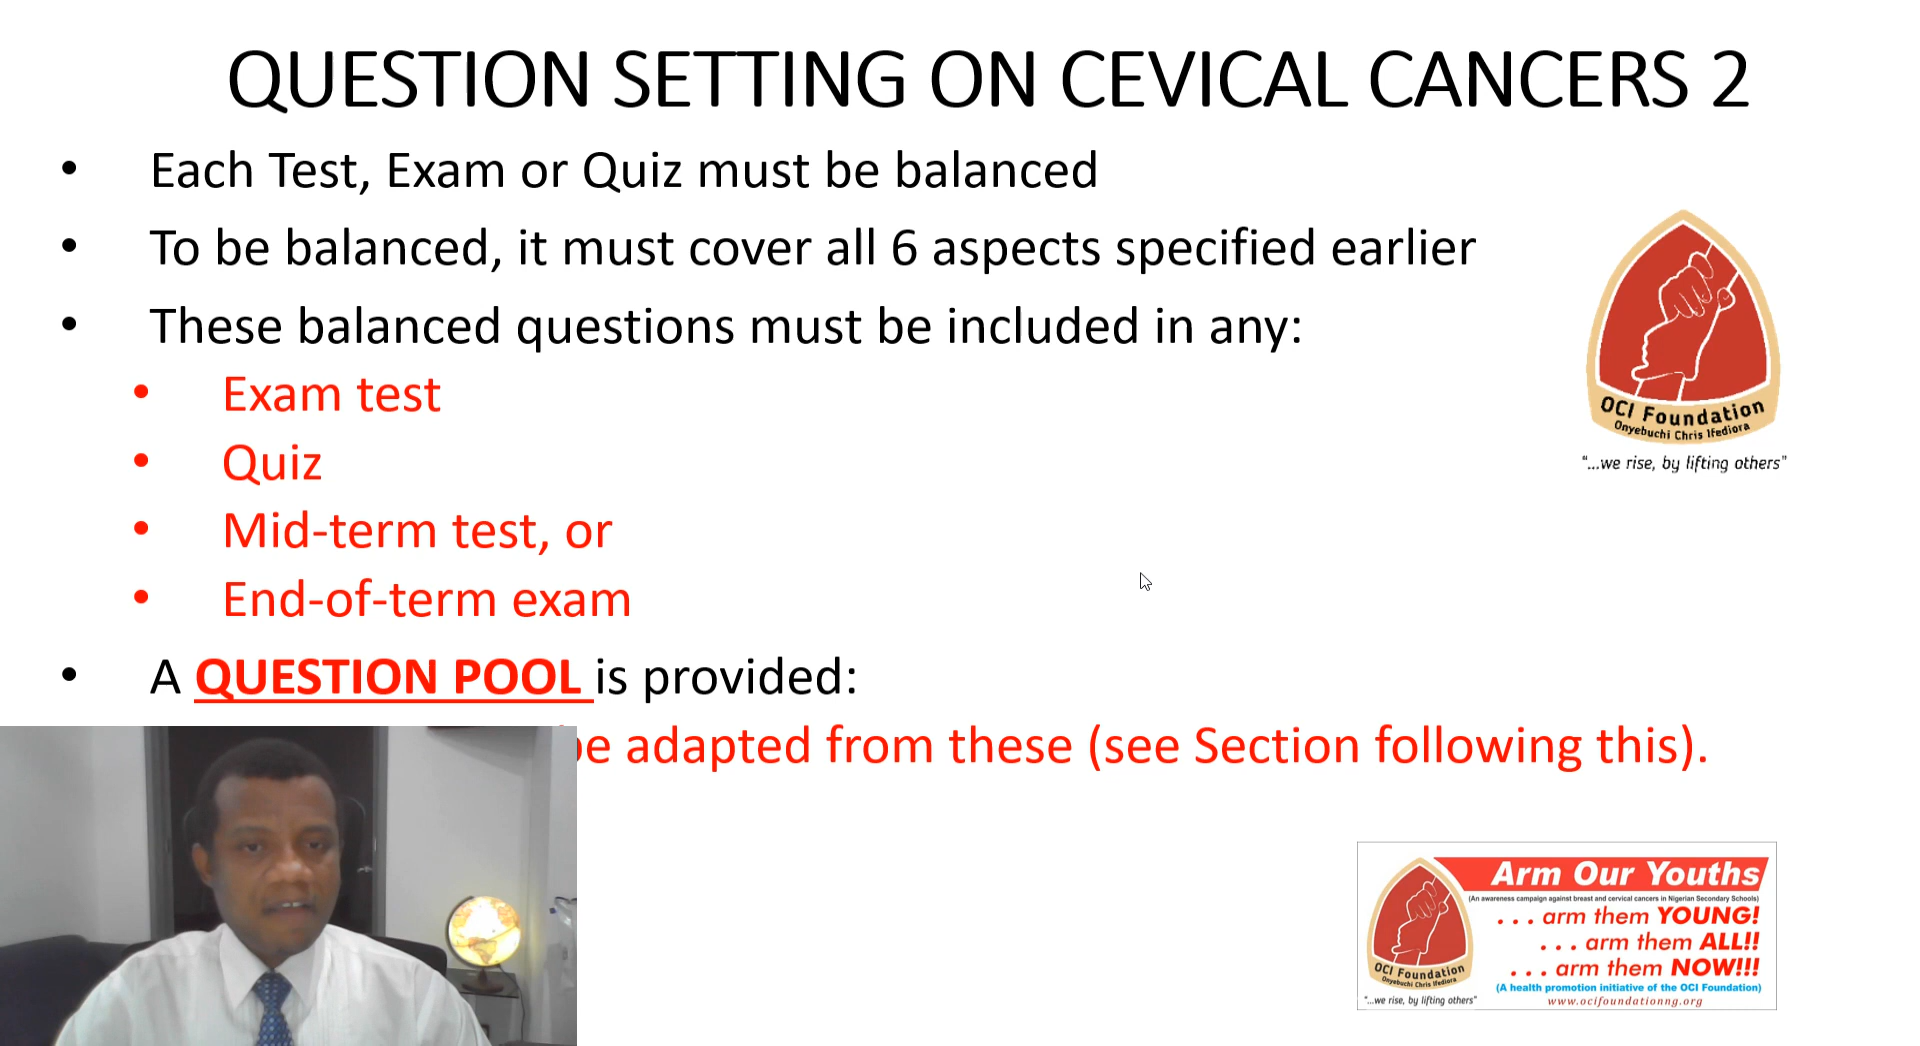 QUESTION SETTING ON CEVICAL CANCERS 2
• Each Test, Exam or Quiz must be balanced
• To be balanced, it must cover all 6 aspects specified earlier
• These balanced questions must be included in any:
• Exam test
• Quiz
• Mid-term test, or
• End-of-term exam
• A QUESTION POOL is provided:
be adapted from these (see Section following this).
OCI Foundation
Onyebuchi Chris Ifediora
"...we rise, by lifting others"
Arm Our Youths
(An awareness campaign against breast and cervical cancers in Nigerian Secondary Schools)
... arm them YOUNG!
... arm them ALL!!
... arm them NOW!!!
(A health promotion initiative of the OCI Foundation)
www.ocifoundationng.org
OCI Foundation
Onyebuchi Chris Ifediora
"...we rise, by lifting others"